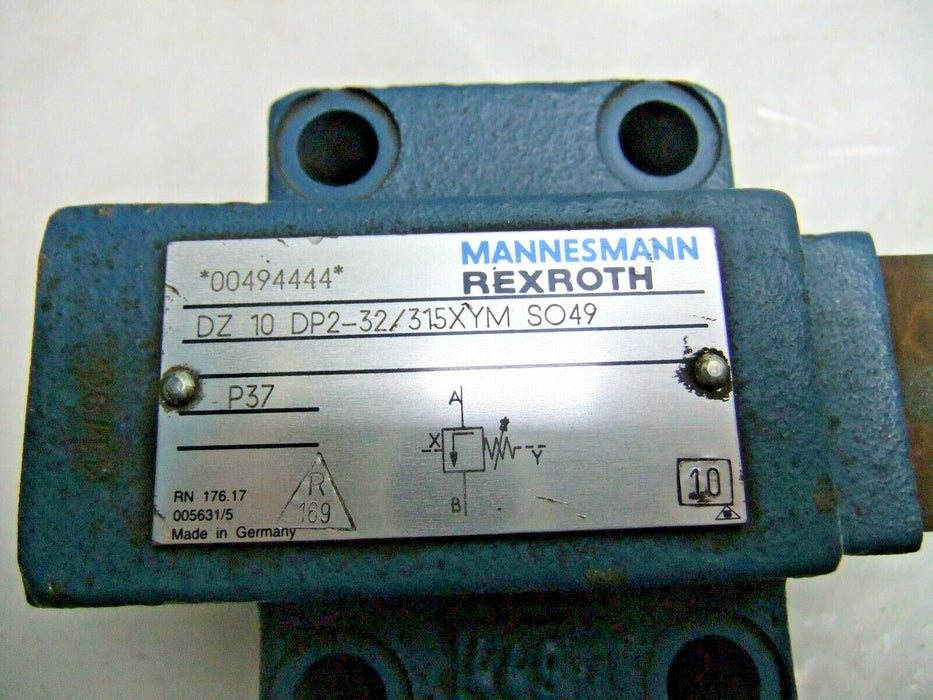 *00494444*
MANNESMANN
REXROTH
DZ 10 DP2-32/315XYM SO49
P37
A
X
Y
B
R
169
10
RN 176.17
005631/5
Made in Germany